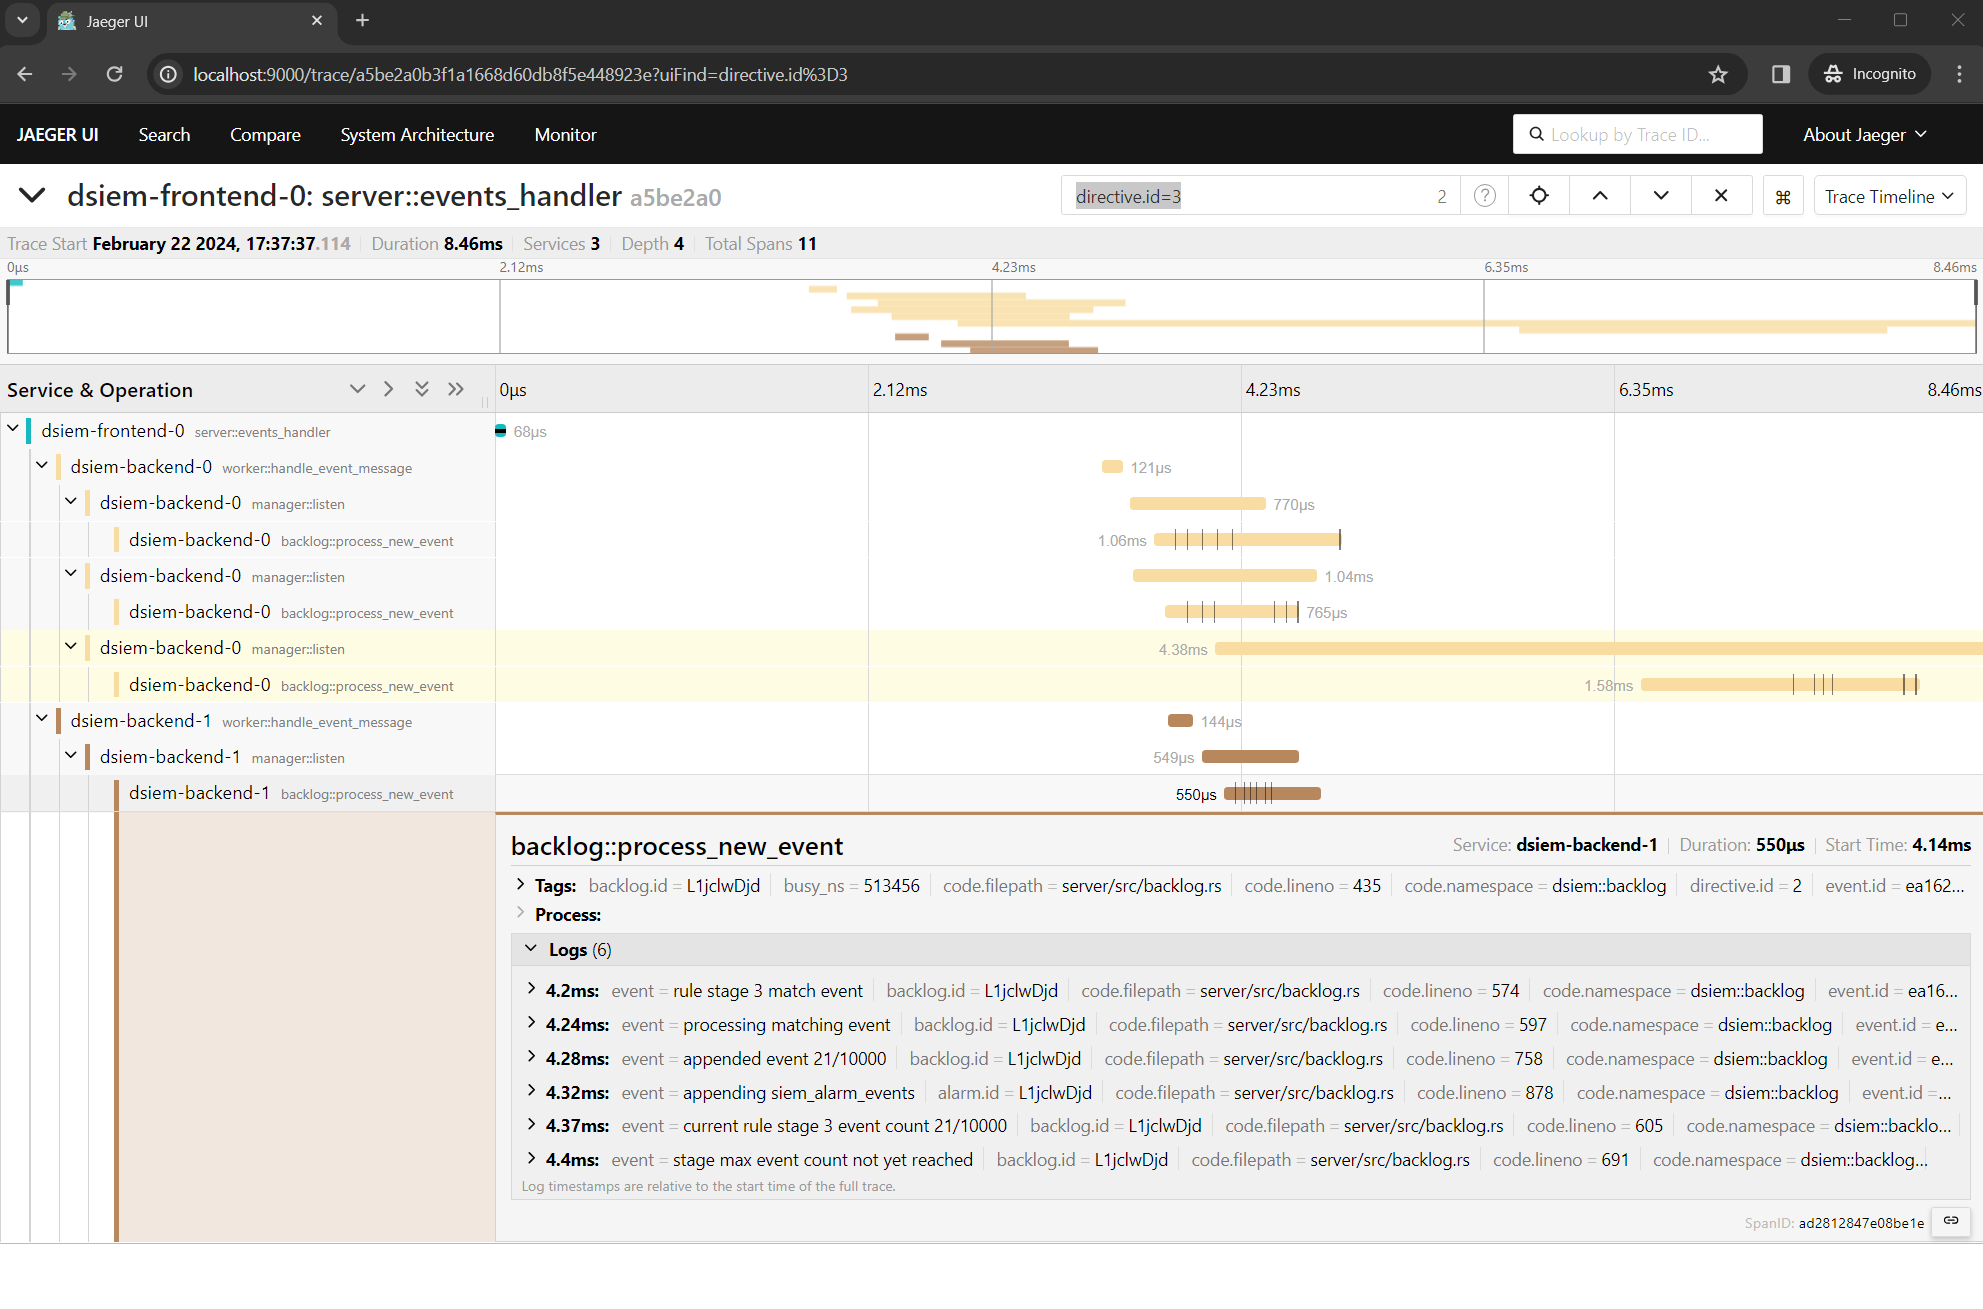 Jaeger UI
localhost:9000/trace/a5be2a0b3f1a1668d60db8f5e448923e?uiFind=directive.id%3D3
Incognito
JAEGER UI Search Compare System Architecture Monitor Lookup by Trace ID... About Jaeger
dsiem-frontend-0: server::events_handler a5be2a0 directive.id=3 2 Trace Timeline
Trace Start February 22 2024, 17:37:37.114 Duration 8.46ms Services 3 Depth 4 Total Spans 11
0μs 2.12ms 4.23ms 6.35ms 8.46ms
Service & Operation 0μs 2.12ms 4.23ms 6.35ms 8.46ms
dsiem-frontend-0 server::events_handler 68μs
dsiem-backend-0 worker::handle_event_message 121μs
dsiem-backend-0 manager::listen 770μs
dsiem-backend-0 backlog::process_new_event 1.06ms
dsiem-backend-0 manager::listen 1.04ms
dsiem-backend-0 backlog::process_new_event 765μs
dsiem-backend-0 manager::listen 4.38ms
dsiem-backend-0 backlog::process_new_event 1.58ms
dsiem-backend-1 worker::handle_event_message 144μs
dsiem-backend-1 manager::listen 549μs
dsiem-backend-1 backlog::process_new_event 550μs
backlog::process_new_event Service: dsiem-backend-1 Duration: 550μs Start Time: 4.14ms
Tags: backlog.id = L1jclwDjd busy_ns = 513456 code.filepath = server/src/backlog.rs code.lineno = 435 code.namespace = dsiem::backlog directive.id = 2 event.id = ea162...
Process:
Logs (6)
4.2ms: event = rule stage 3 match event backlog.id = L1jclwDjd code.filepath = server/src/backlog.rs code.lineno = 574 code.namespace = dsiem::backlog event.id = ea16...
4.24ms: event = processing matching event backlog.id = L1jclwDjd code.filepath = server/src/backlog.rs code.lineno = 597 code.namespace = dsiem::backlog event.id = e...
4.28ms: event = appended event 21/10000 backlog.id = L1jclwDjd code.filepath = server/src/backlog.rs code.lineno = 758 code.namespace = dsiem::backlog event.id = e...
4.32ms: event = appending siem_alarm_events alarm.id = L1jclwDjd code.filepath = server/src/backlog.rs code.lineno = 878 code.namespace = dsiem::backlog event.id =...
4.37ms: event = current rule stage 3 event count 21/10000 backlog.id = L1jclwDjd code.filepath = server/src/backlog.rs code.lineno = 605 code.namespace = dsiem::backlo...
4.4ms: event = stage max event count not yet reached backlog.id = L1jclwDjd code.filepath = server/src/backlog.rs code.lineno = 691 code.namespace = dsiem::backlog...
Log timestamps are relative to the start time of the full trace.
SpanID: ad2812847e08be1e